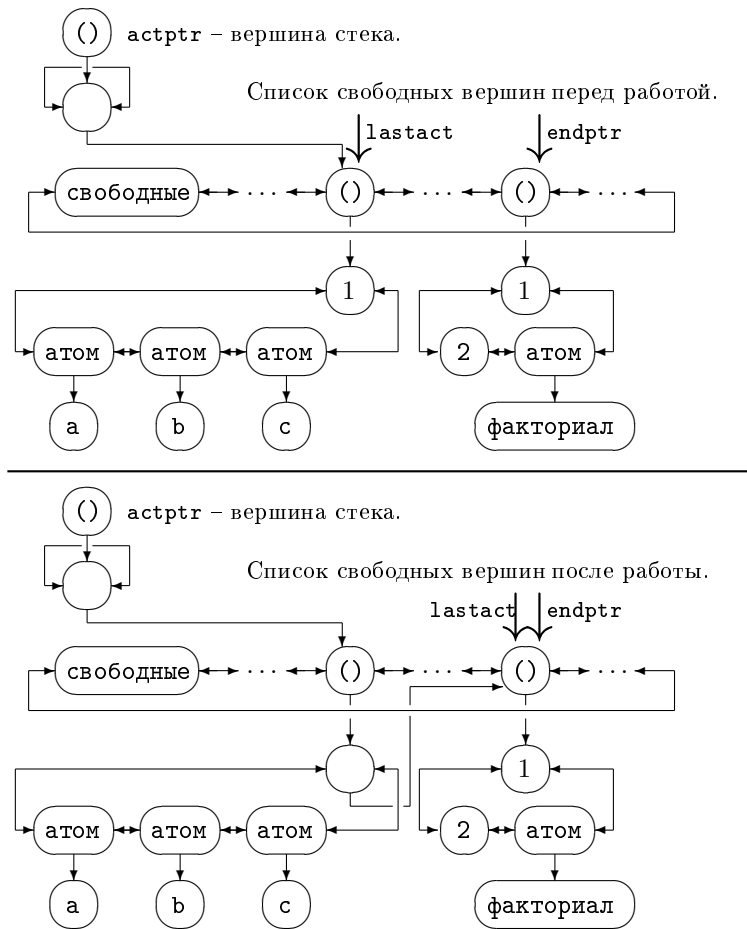 () actptr – вершина стека.
Список свободных вершин перед работой.
lastact endptr
свободные ... () ... () ...
1 1
атом атом атом 2 атом
a b c факториал
() actptr – вершина стека.
Список свободных вершин после работы.
lastact endptr
свободные ... () ... () ...
1
атом атом атом 2 атом
a b c факториал